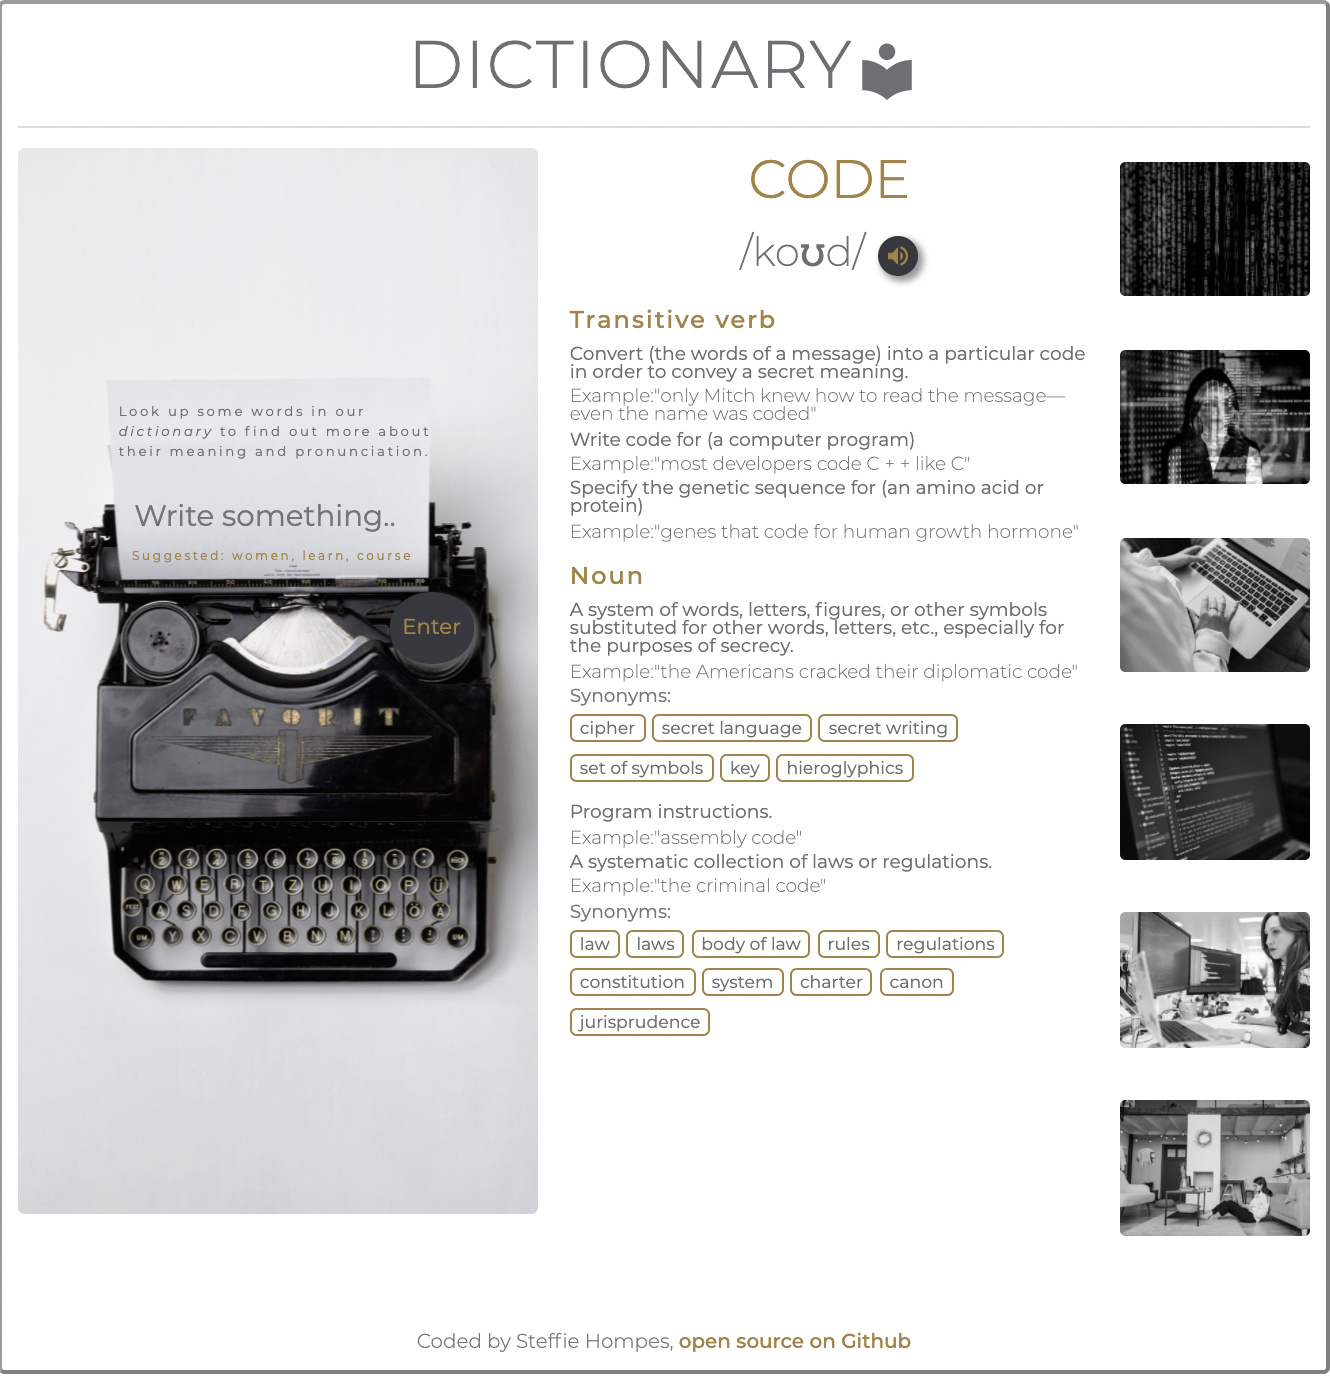 DICTIONARY
Look up some words in our
dictionary to find out more about
their meaning and pronunciation.
Write something..
Suggested: women, learn, course
Enter
FAVORIT
Q W E R T Z U I O P Ü
A S D F G H J K L Ö Ä
UM Y X C V B N M UM
CODE
/koʊd/
Transitive verb
Convert (the words of a message) into a particular code
in order to convey a secret meaning.
Example:"only Mitch knew how to read the message—
even the name was coded"
Write code for (a computer program)
Example:"most developers code C + + like C"
Specify the genetic sequence for (an amino acid or
protein)
Example:"genes that code for human growth hormone"
Noun
A system of words, letters, figures, or other symbols
substituted for other words, letters, etc., especially for
the purposes of secrecy.
Example:"the Americans cracked their diplomatic code"
Synonyms:
cipher secret language secret writing
set of symbols key hieroglyphics
Program instructions.
Example:"assembly code"
A systematic collection of laws or regulations.
Example:"the criminal code"
Synonyms:
law laws body of law rules regulations
constitution system charter canon
jurisprudence
Coded by Steffie Hompes, open source on Github